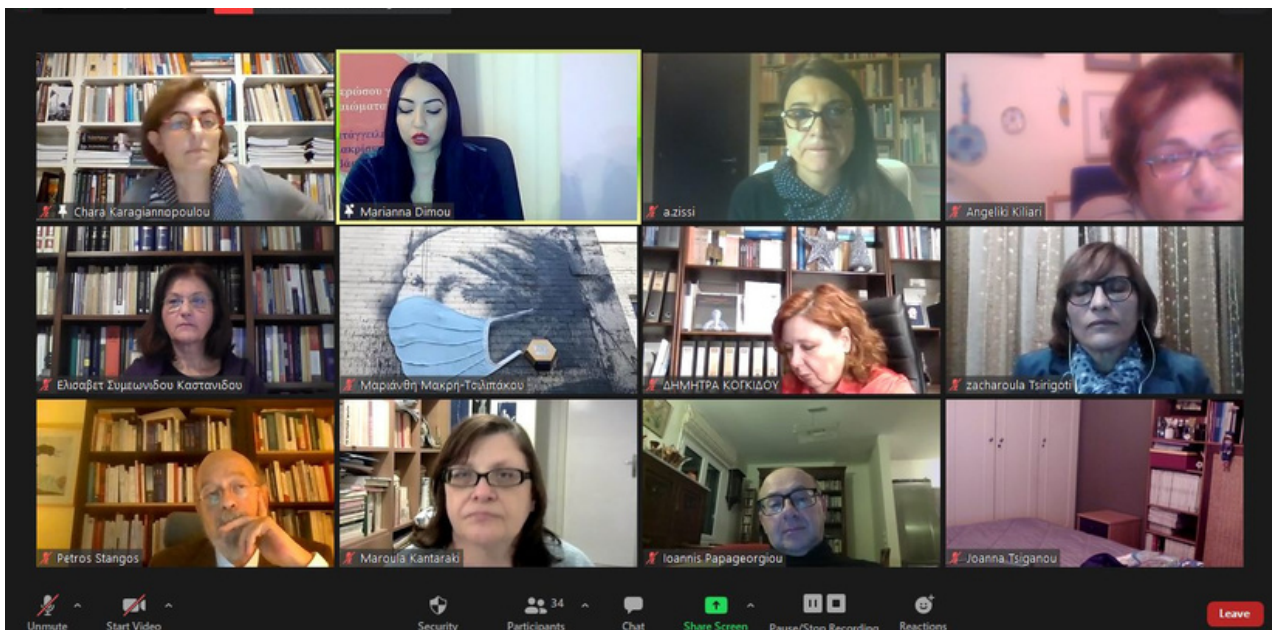 Chara Karagiannopoulou
Marianna Dimou
a.zissi
Angeliki Kiliari
Ελισαβετ Συμεωνιδου Καστανιδου
Μαριάνθη Μακρή-Τσιλιπάκου
ΔΗΜΗΤΡΑ ΚΟΓΚΙΔΟΥ
zacharoula Tsirigoti
Petros Stangos
Maroula Kantaraki
Ioannis Papageorgiou
Joanna Tsiganou
34
Unmute
Start Video
Security
Participants
Chat
Share Screen
Pause/Stop Recording
Reactions
Leave